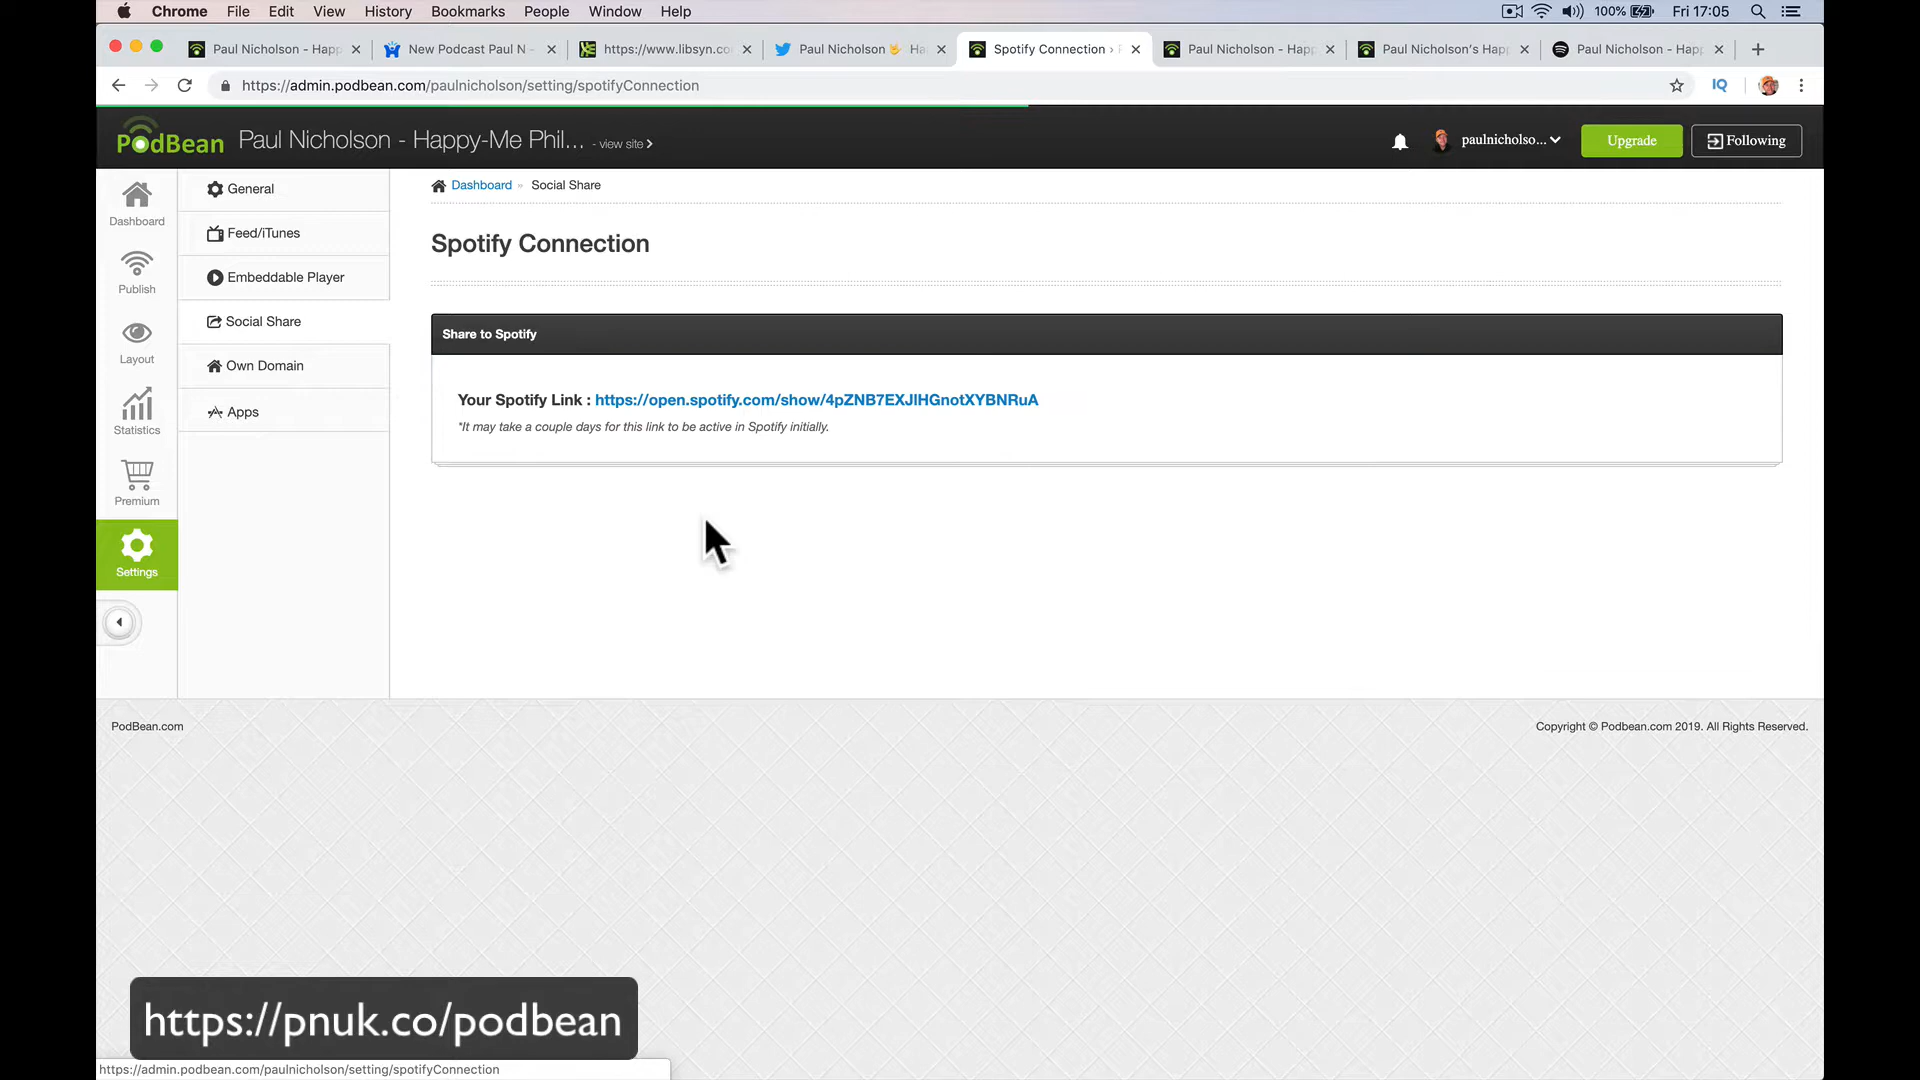 Chrome File Edit View History Bookmarks People Window Help 100% Fri 17:05
Paul Nicholson - Happ New Podcast Paul N - https://www.libsyn.co Paul Nicholson 🤟 Ha Spotify Connection › P Paul Nicholson - Happ Paul Nicholson's Happ Paul Nicholson - Happ
https://admin.podbean.com/paulnicholson/setting/spotifyConnection IQ
PodBean Paul Nicholson - Happy-Me Phil... - view site paulnicholso... Upgrade Following
Dashboard
Publish
Layout
Statistics
Premium
Settings
General
Feed/iTunes
Embeddable Player
Social Share
Own Domain
Apps
Dashboard » Social Share
Spotify Connection
Share to Spotify
Your Spotify Link : https://open.spotify.com/show/4pZNB7EXJlHGnotXYBNRuA
*It may take a couple days for this link to be active in Spotify initially.
PodBean.com Copyright © Podbean.com 2019. All Rights Reserved.
https://pnuk.co/podbean
https://admin.podbean.com/paulnicholson/setting/spotifyConnection